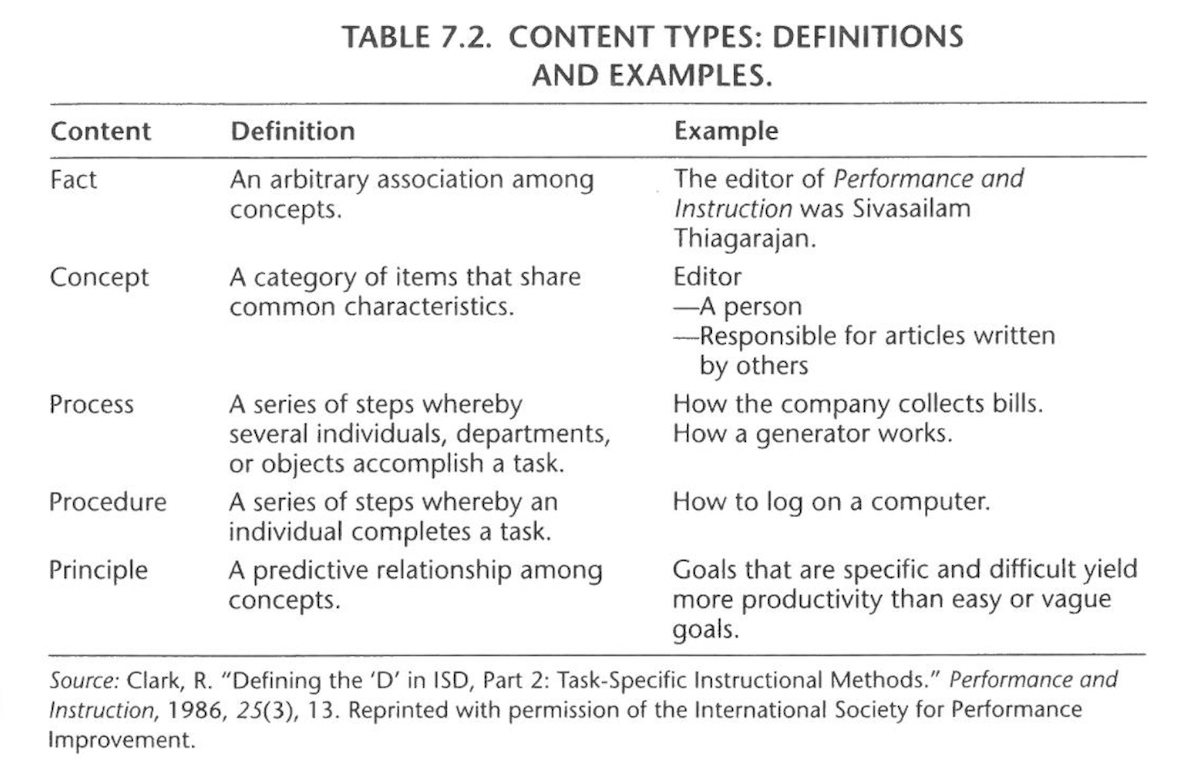 TABLE 7.2. CONTENT TYPES: DEFINITIONS
AND EXAMPLES.
Content Definition Example
Fact An arbitrary association among The editor of Performance and
concepts. Instruction was Sivasailam
Thiagarajan.
Concept A category of items that share Editor
common characteristics. —A person
—Responsible for articles written
by others
Process A series of steps whereby How the company collects bills.
several individuals, departments, How a generator works.
or objects accomplish a task.
Procedure A series of steps whereby an How to log on a computer.
individual completes a task.
Principle A predictive relationship among Goals that are specific and difficult yield
concepts. more productivity than easy or vague
goals.
Source: Clark, R. "Defining the 'D' in ISD, Part 2: Task-Specific Instructional Methods." Performance and
Instruction, 1986, 25(3), 13. Reprinted with permission of the International Society for Performance
Improvement.